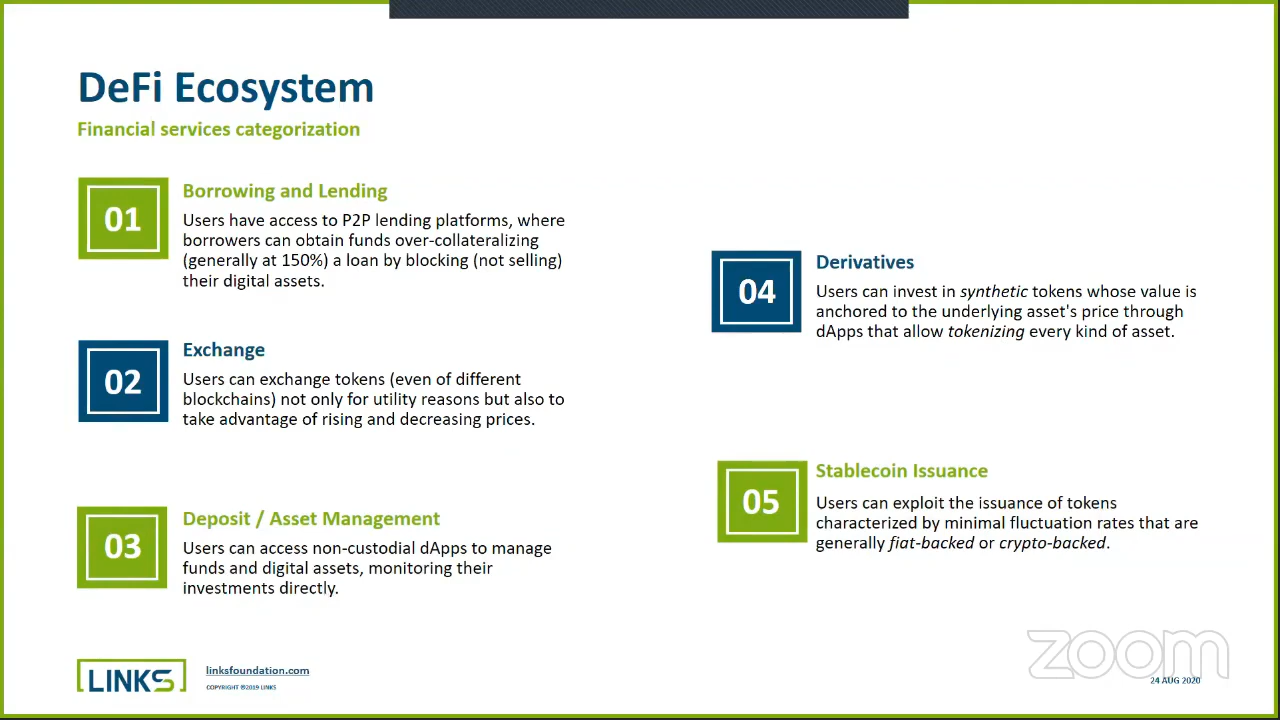 DeFi Ecosystem
Financial services categorization
01
Borrowing and Lending
Users have access to P2P lending platforms, where
borrowers can obtain funds over-collateralizing
(generally at 150%) a loan by blocking (not selling)
their digital assets.
02
Exchange
Users can exchange tokens (even of different
blockchains) not only for utility reasons but also to
take advantage of rising and decreasing prices.
03
Deposit / Asset Management
Users can access non-custodial dApps to manage
funds and digital assets, monitoring their
investments directly.
04
Derivatives
Users can invest in synthetic tokens whose value is
anchored to the underlying asset's price through
dApps that allow tokenizing every kind of asset.
05
Stablecoin Issuance
Users can exploit the issuance of tokens
characterized by minimal fluctuation rates that are
generally fiat-backed or crypto-backed.
LINKS
linksfoundation.com
COPYRIGHT ©2019 LINKS
zoom
24 AUG 2020